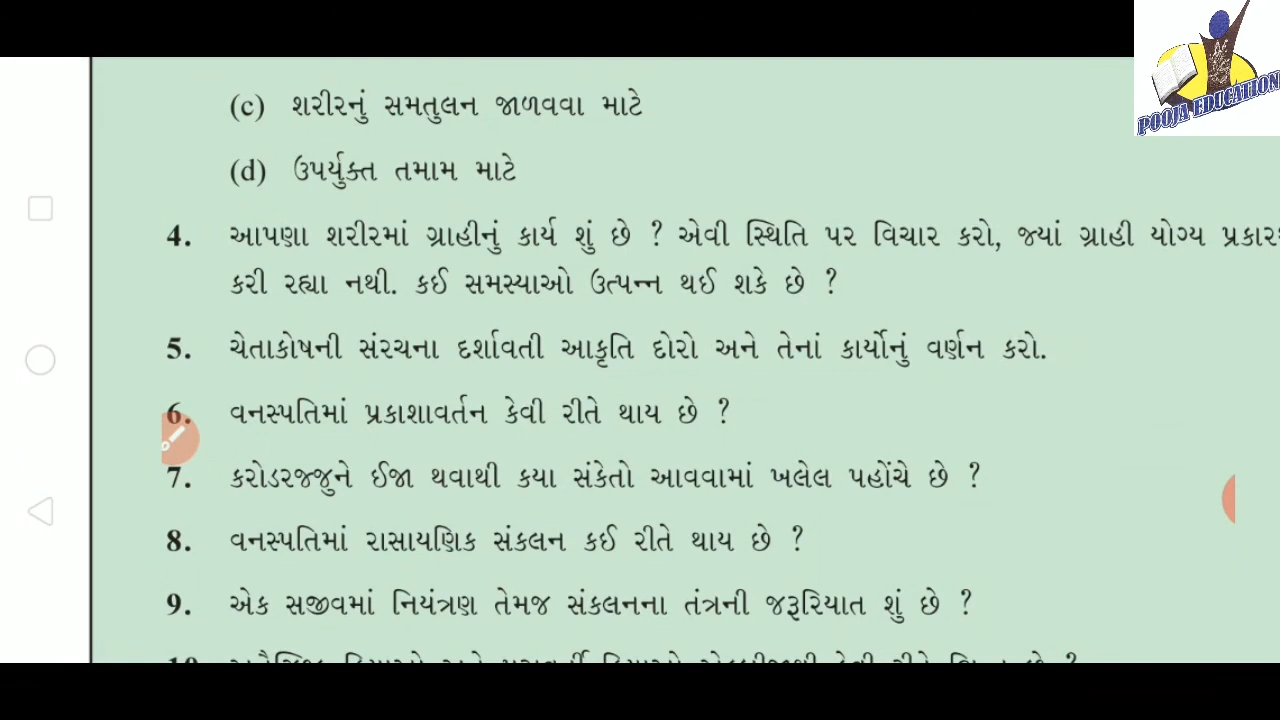 POOJA EDUCATION
(c) શરીરનું સમતુલન જાળવવા માટે
(d) ઉપર્યુક્ત તમામ માટે
4. આપણા શરીરમાં ગ્રાહીનું કાર્ય શું છે ? એવી સ્થિતિ પર વિચાર કરો, જ્યાં ગ્રાહી યોગ્ય
કરી રહ્યા નથી. કઈ સમસ્યાઓ ઉત્પન્ન થઈ શકે છે ?
5. ચેતાકોષની સંરચના દર્શાવતી આકૃતિ દોરો અને તેનાં કાર્યોનું વર્ણન કરો.
6. વનસ્પતિમાં પ્રકાશાવર્તન કેવી રીતે થાય છે ?
7. કરોડરજ્જુને ઈજા થવાથી કયા સંકેતો આવવામાં ખલેલ પહોંચે છે ?
8. વનસ્પતિમાં રાસાયણિક સંકલન કઈ રીતે થાય છે ?
9. એક સજીવમાં નિયંત્રણ તેમજ સંકલનના તંત્રની જરૂરિયાત શું છે ?